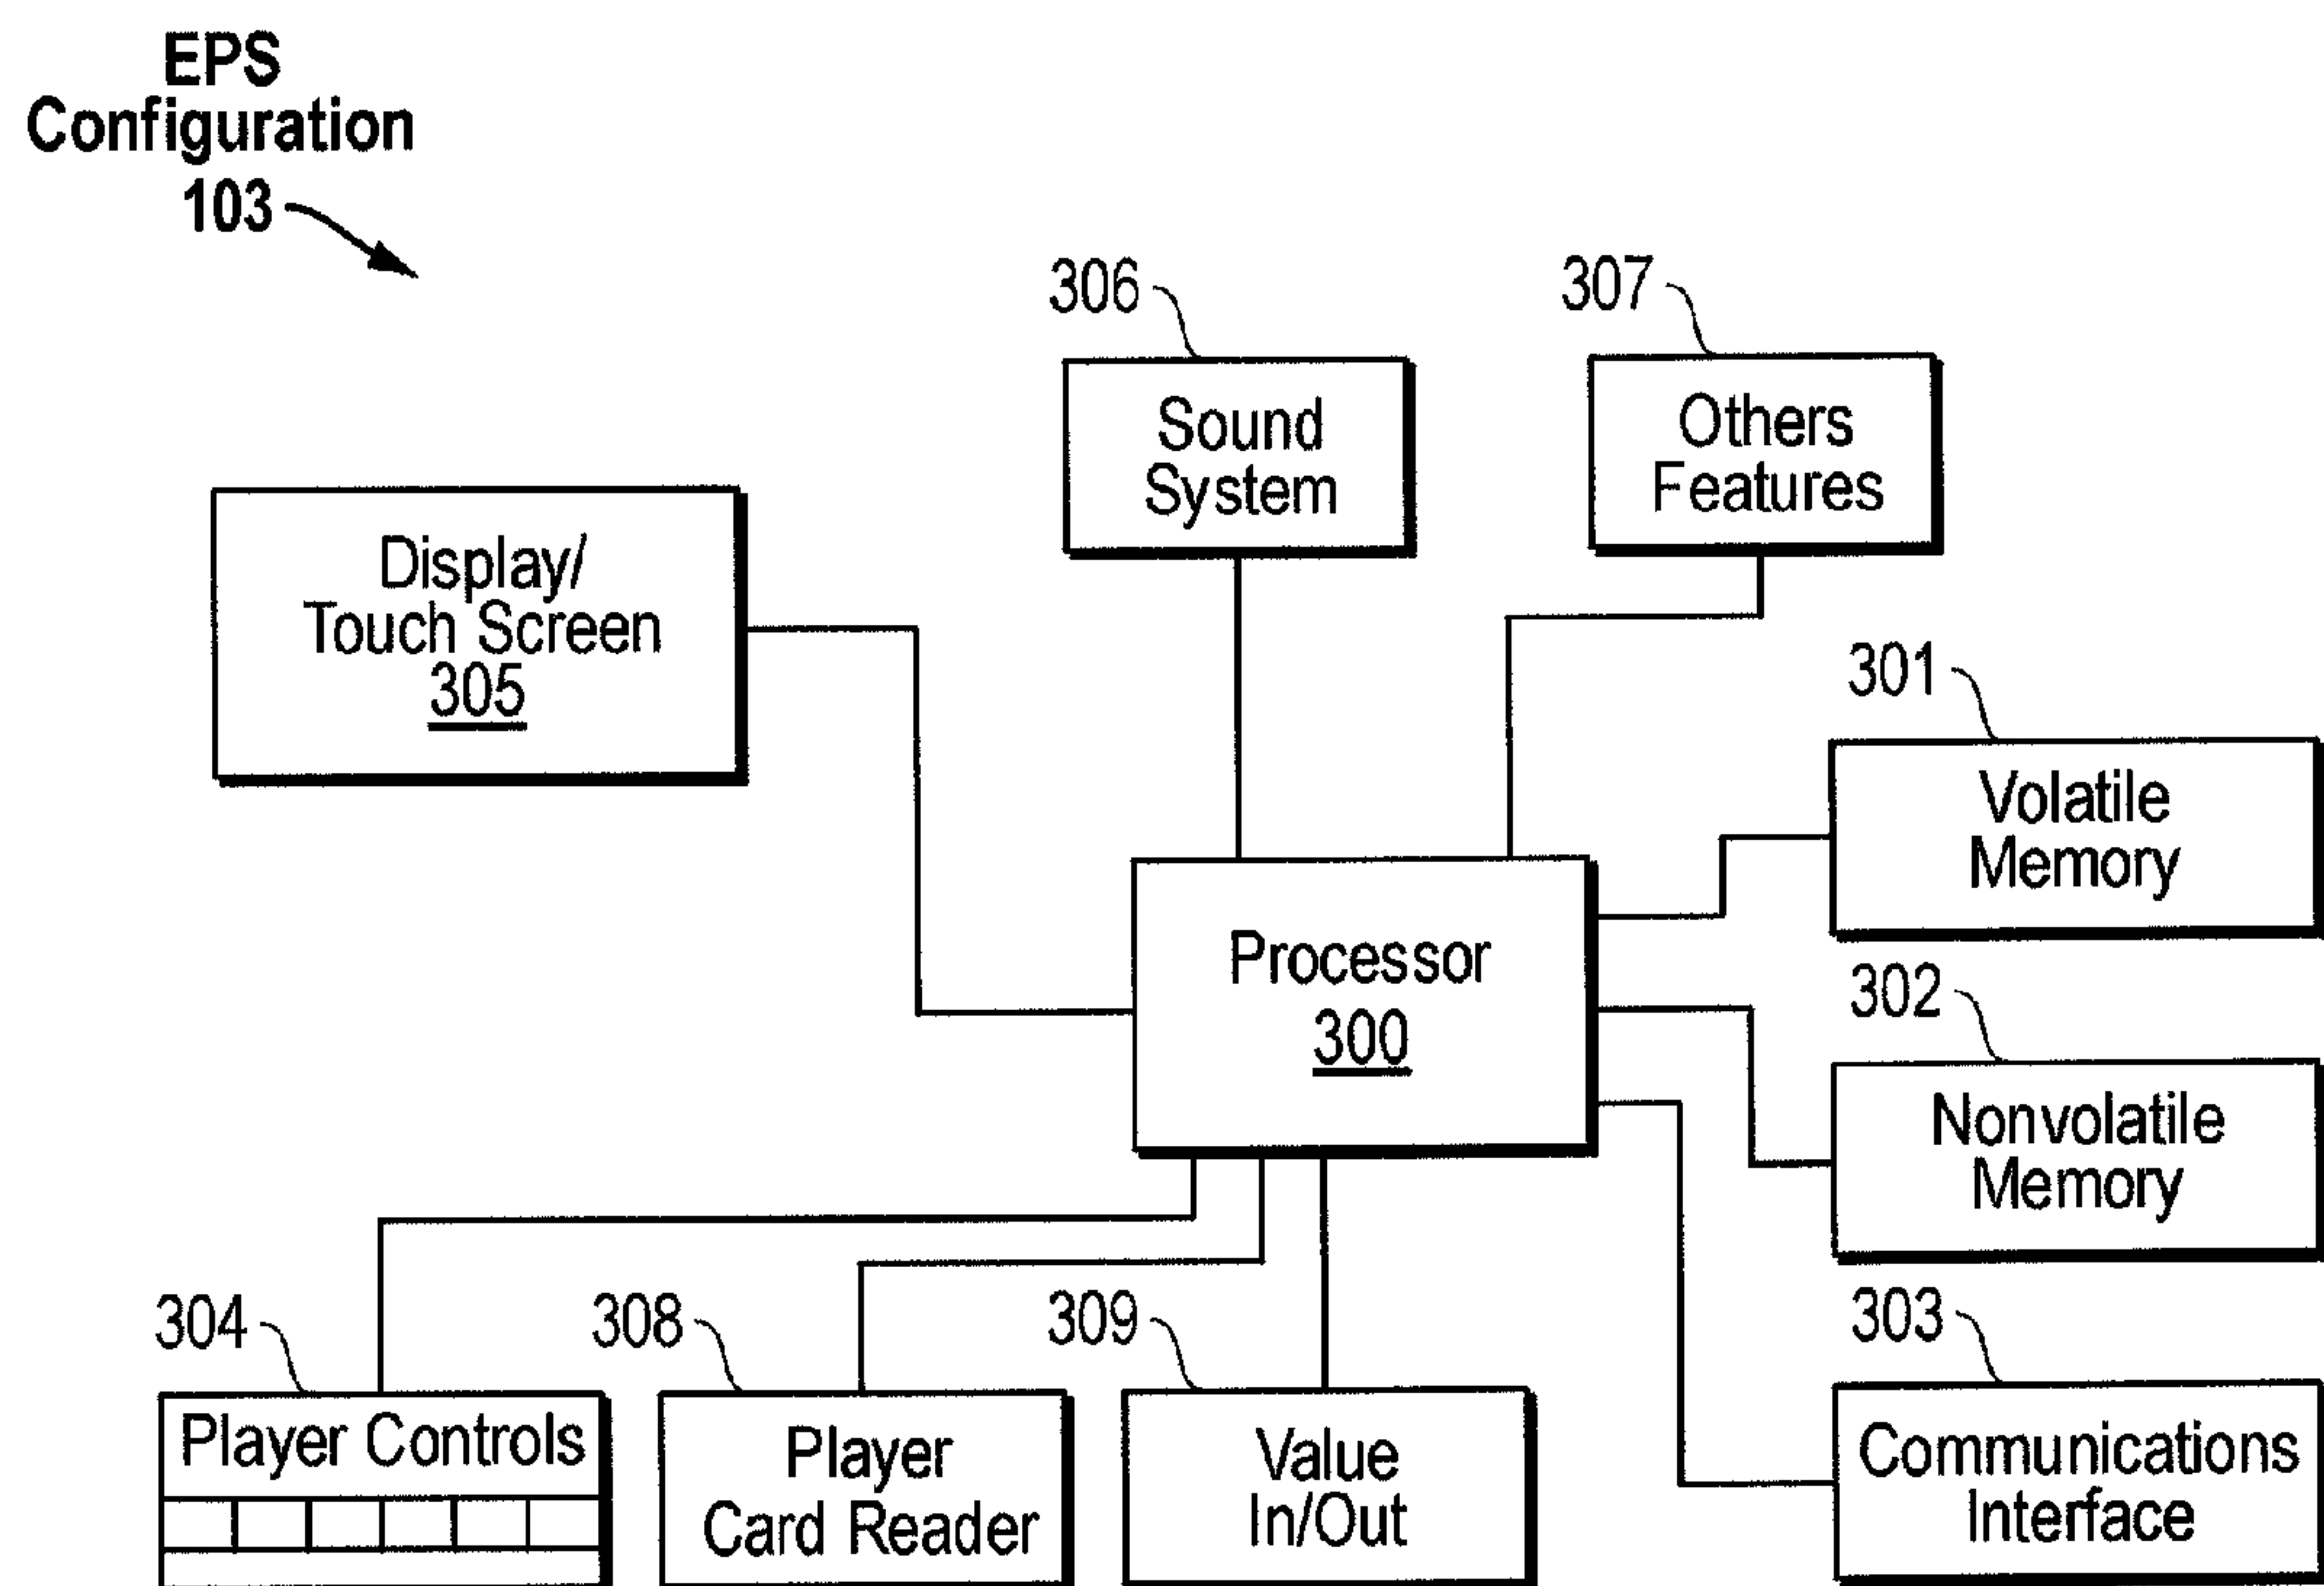 EPS
Configuration
103
306
307
Sound
System
Others
Features
Display/
Touch Screen
305
301
Volatile
Memory
Processor
300
302
Nonvolatile
Memory
304
308
309
303
Player Controls
Player
Card Reader
Value
In/Out
Communications
Interface